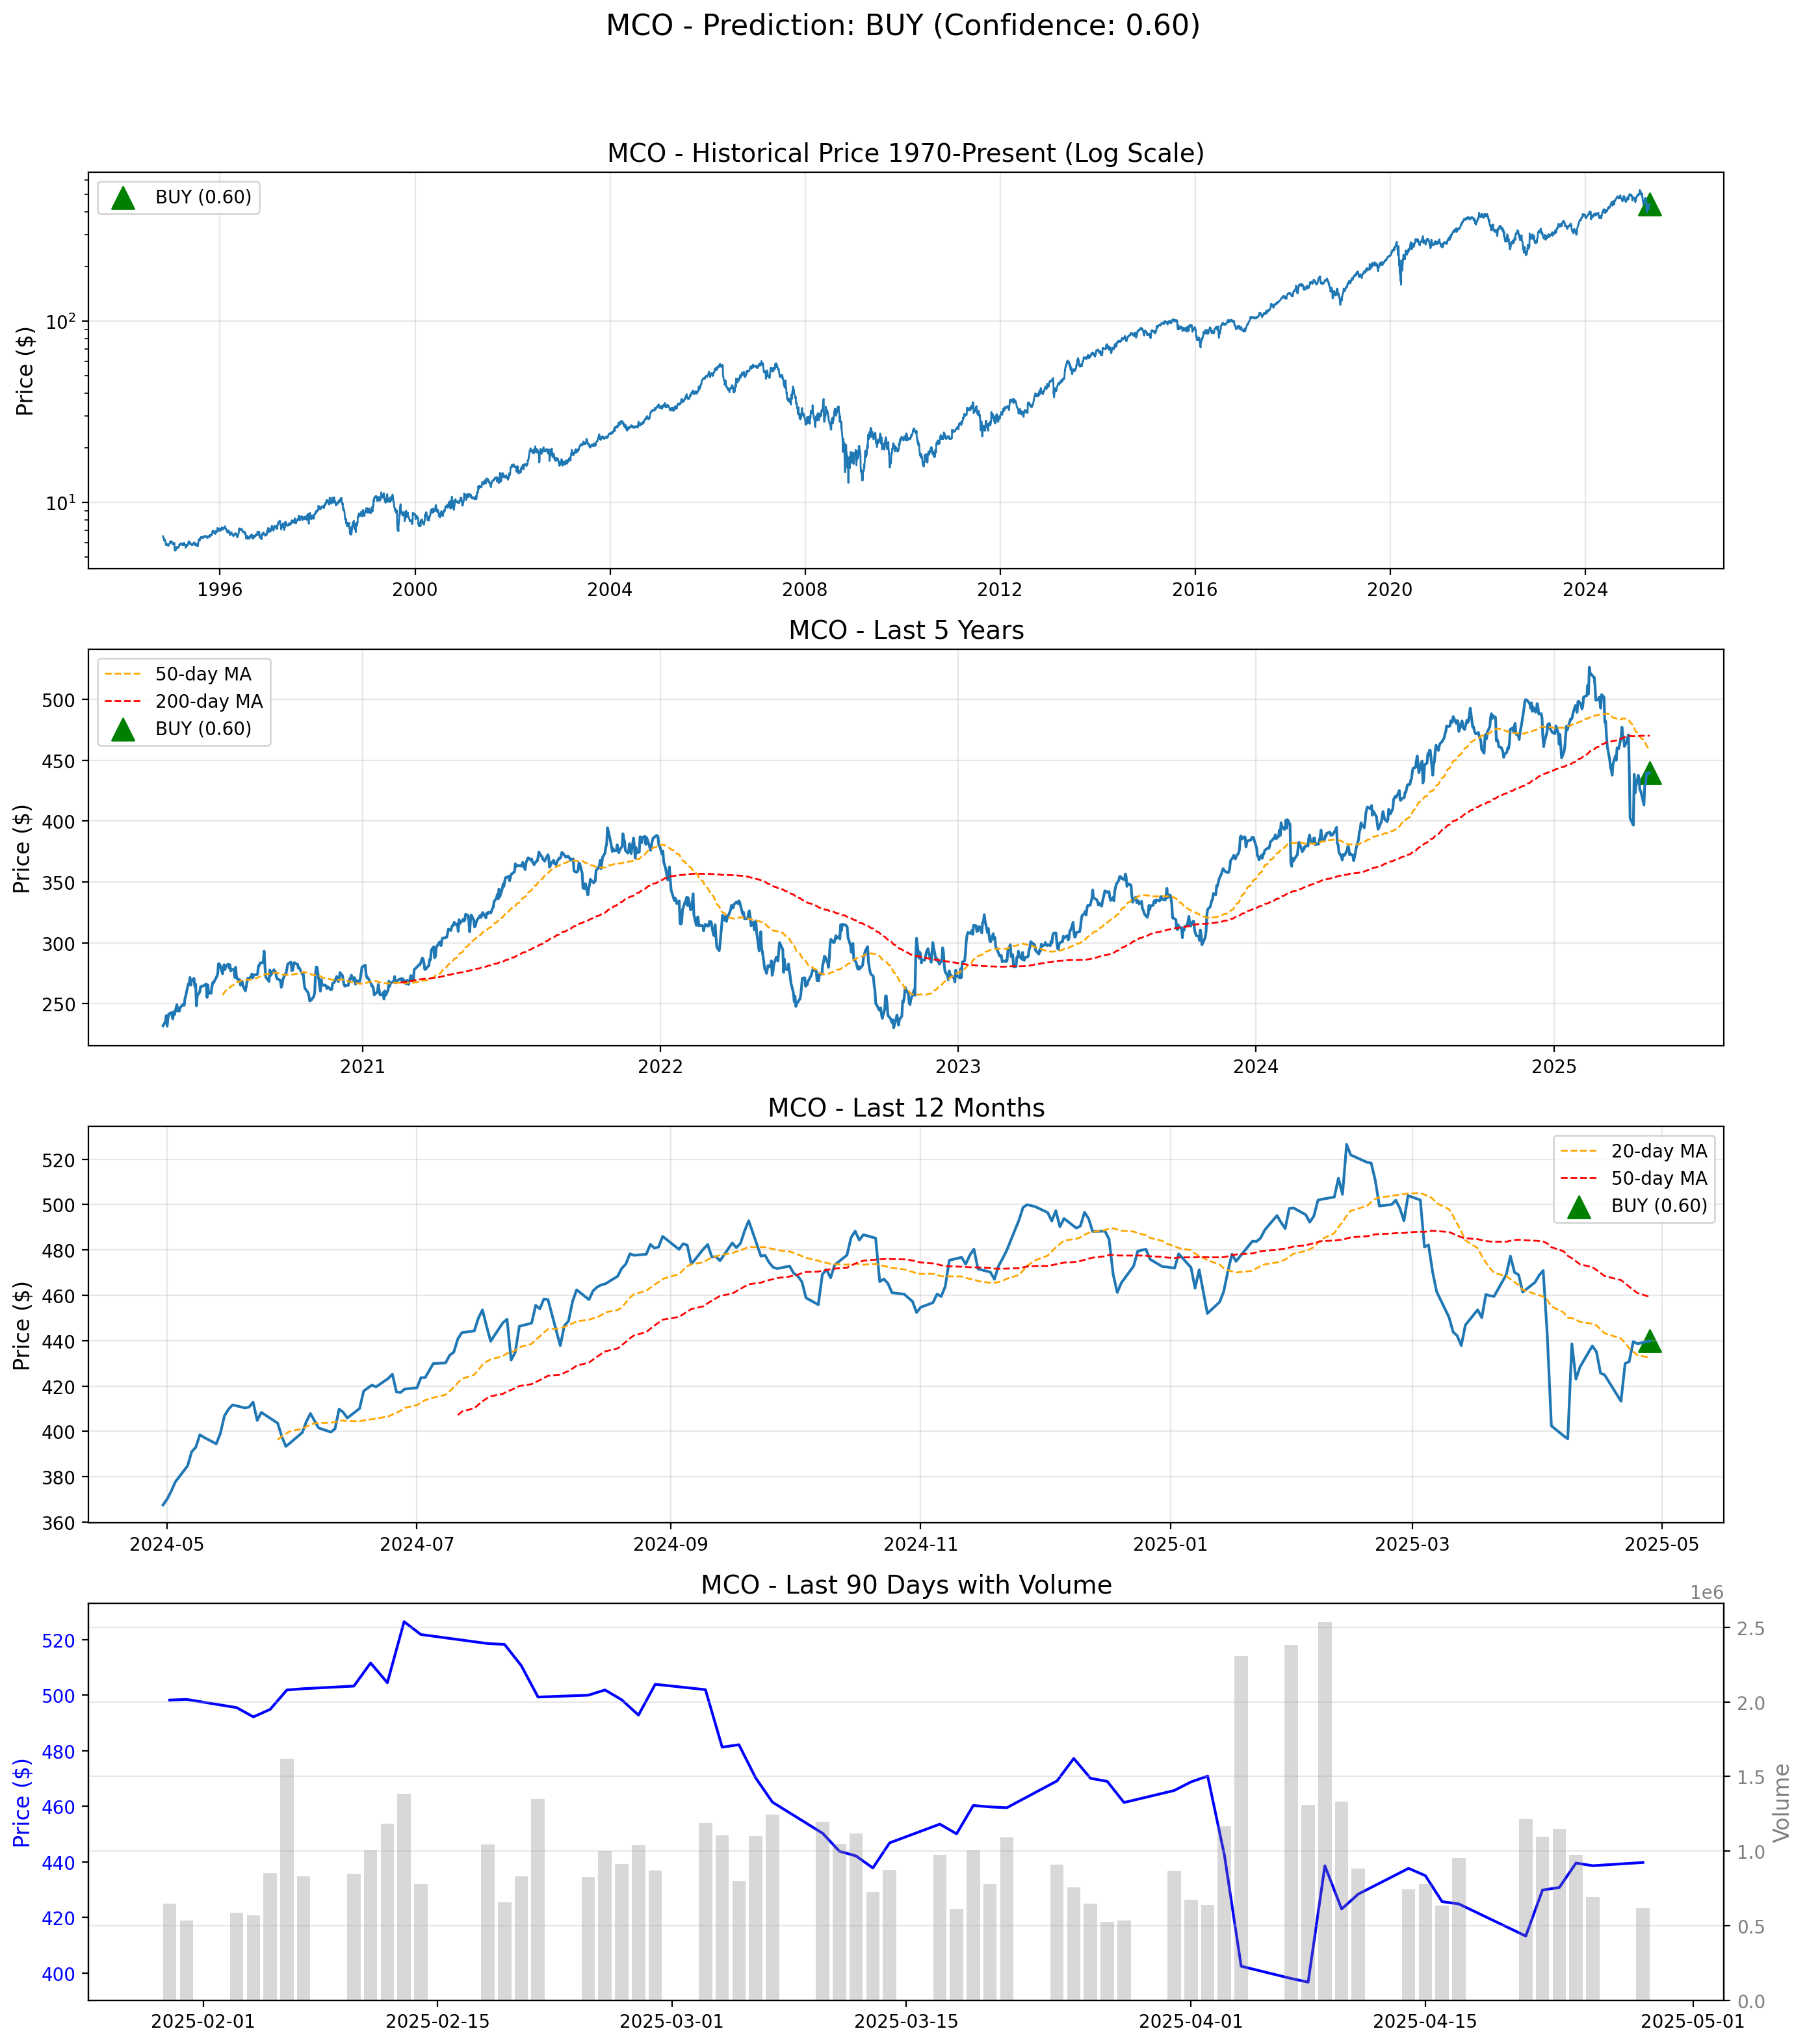 MCO - Prediction: BUY (Confidence: 0.60)
MCO - Historical Price 1970-Present (Log Scale)
BUY (0.60)
Price ($)
10²
10¹
1996 2000 2004 2008 2012 2016 2020 2024
MCO - Last 5 Years
50-day MA
200-day MA
BUY (0.60)
Price ($)
500
450
400
350
300
250
2021 2022 2023 2024 2025
MCO - Last 12 Months
20-day MA
50-day MA
BUY (0.60)
Price ($)
520
500
480
460
440
420
400
380
360
2024-05 2024-07 2024-09 2024-11 2025-01 2025-03 2025-05
MCO - Last 90 Days with Volume
1e6
Price ($)
520
500
480
460
440
420
400
2.5
2.0
1.5
1.0
0.5
0.0
Volume
2025-02-01 2025-02-15 2025-03-01 2025-03-15 2025-04-01 2025-04-15 2025-05-01